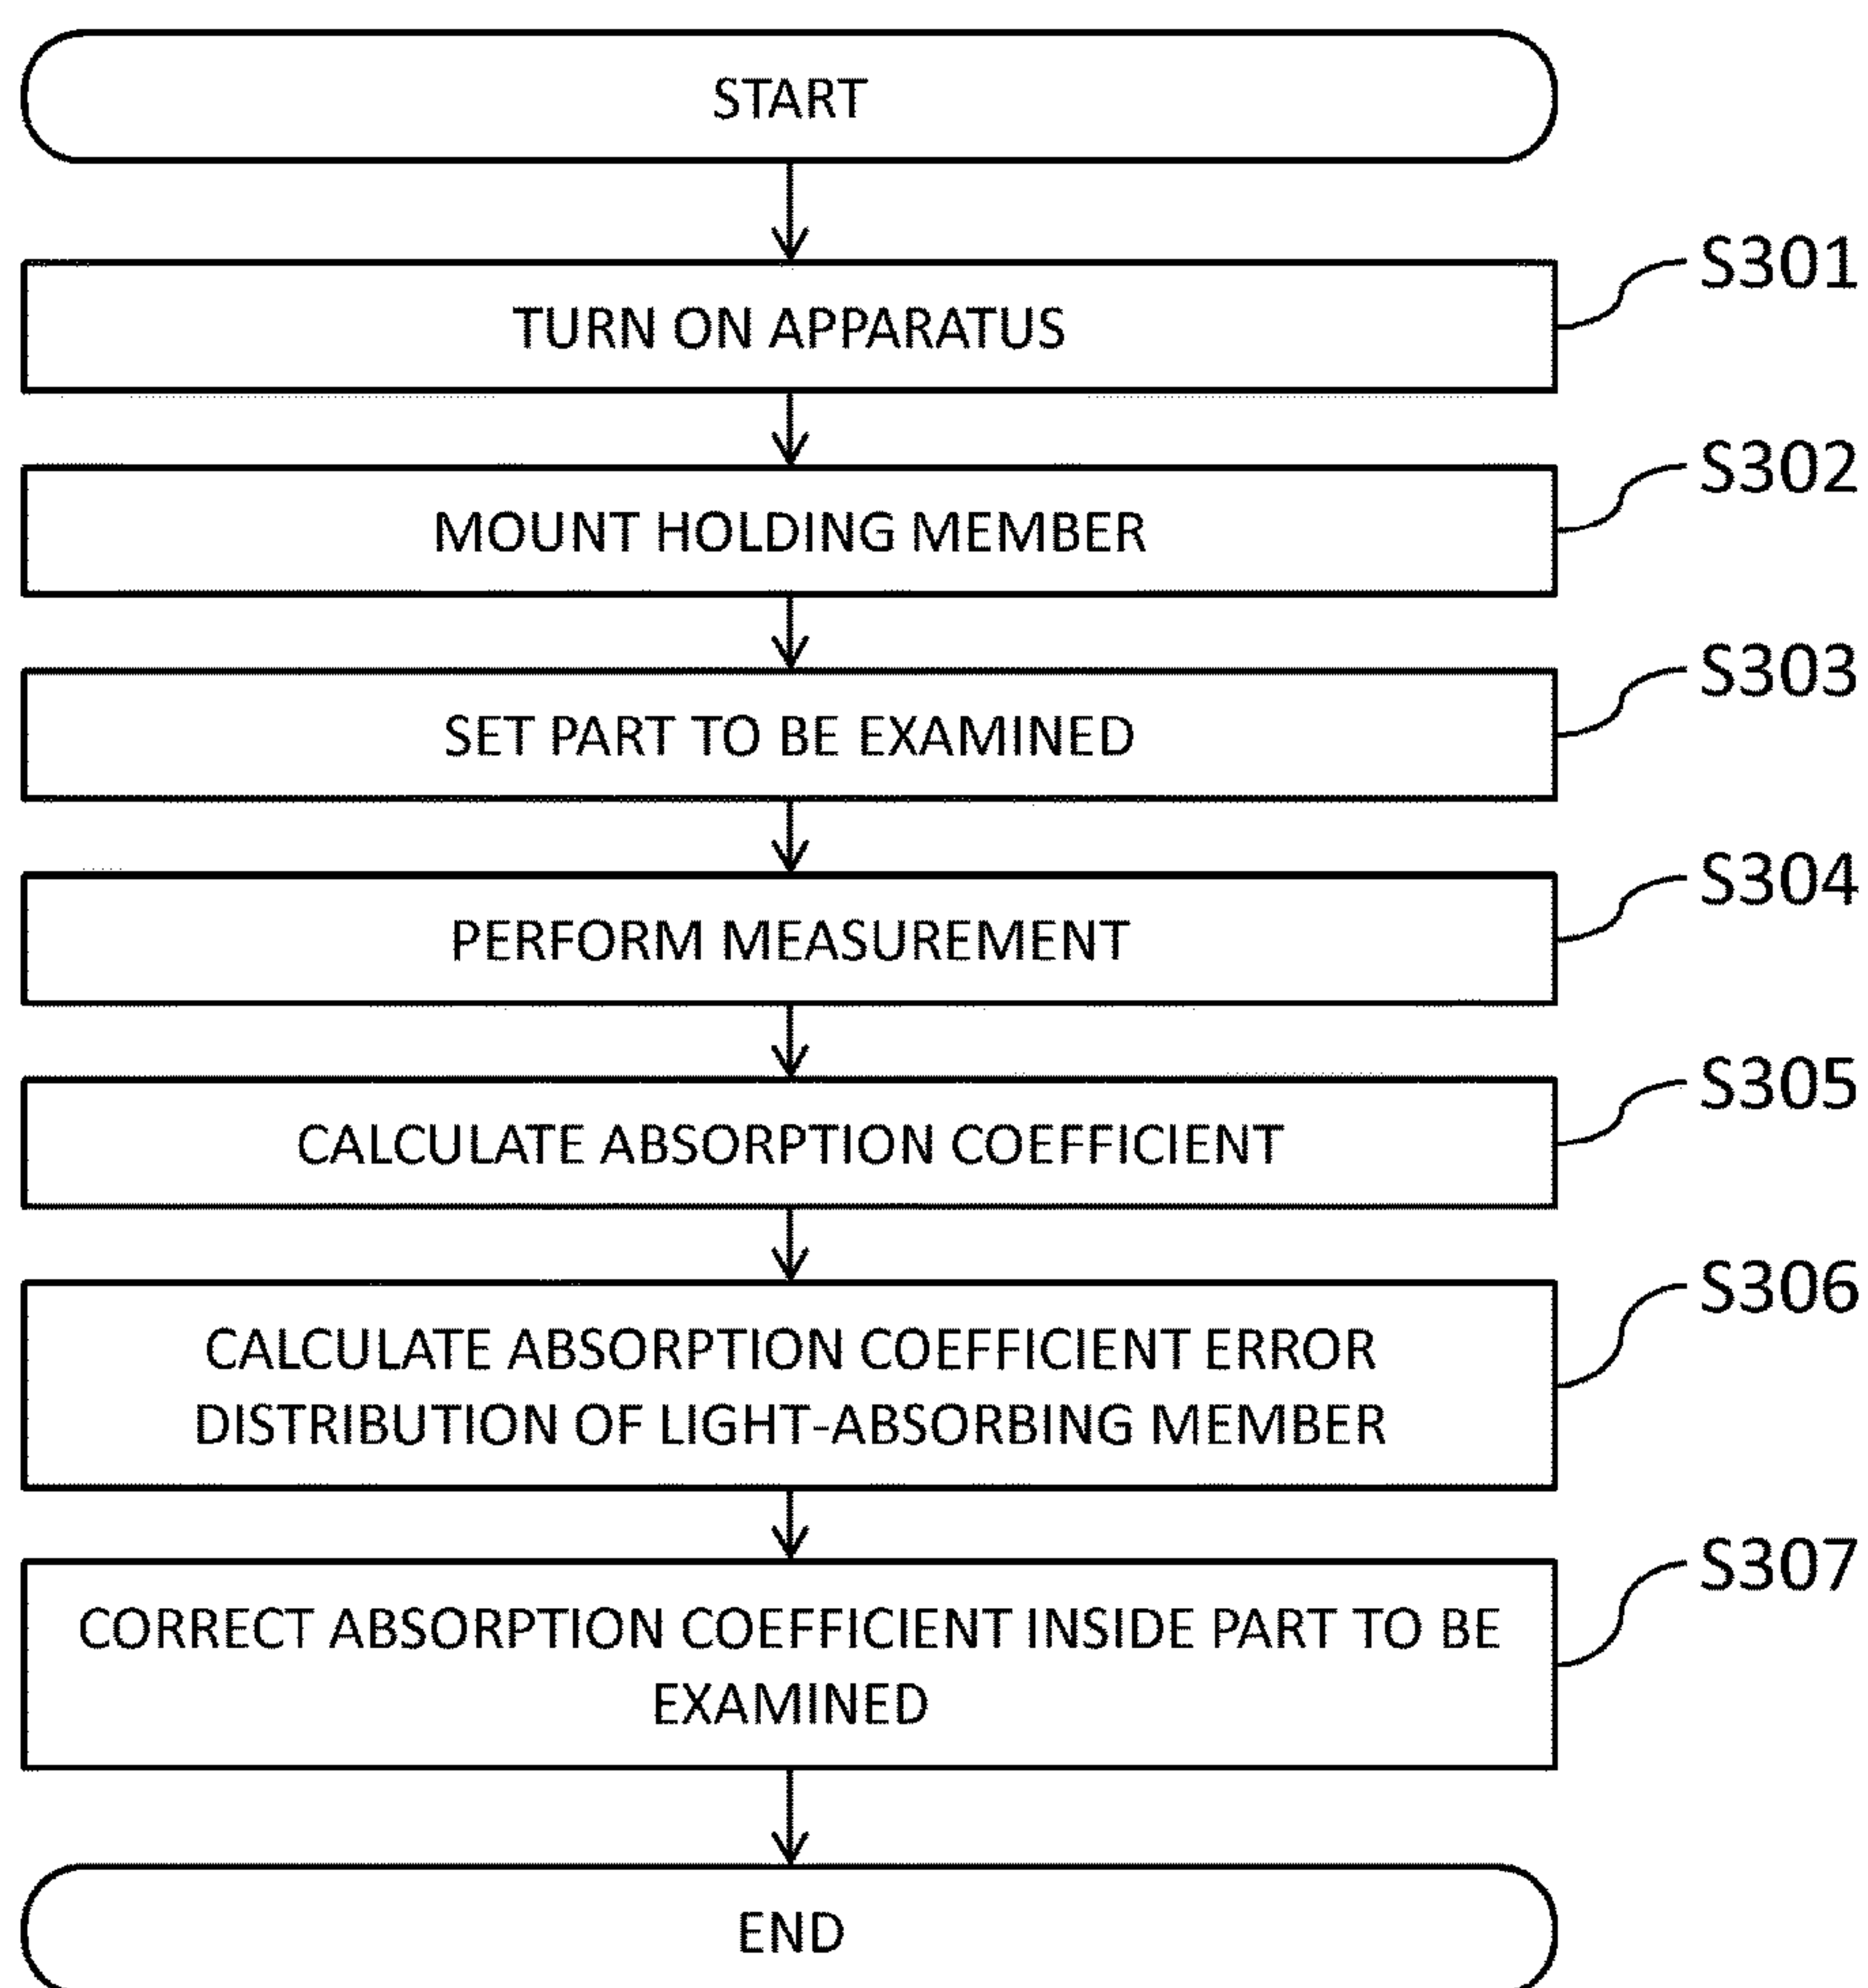 START
S301
TURN ON APPARATUS
S302
MOUNT HOLDING MEMBER
S303
SET PART TO BE EXAMINED
S304
PERFORM MEASUREMENT
S305
CALCULATE ABSORPTION COEFFICIENT
S306
CALCULATE ABSORPTION COEFFICIENT ERROR
DISTRIBUTION OF LIGHT-ABSORBING MEMBER
S307
CORRECT ABSORPTION COEFFICIENT INSIDE PART TO BE
EXAMINED
END